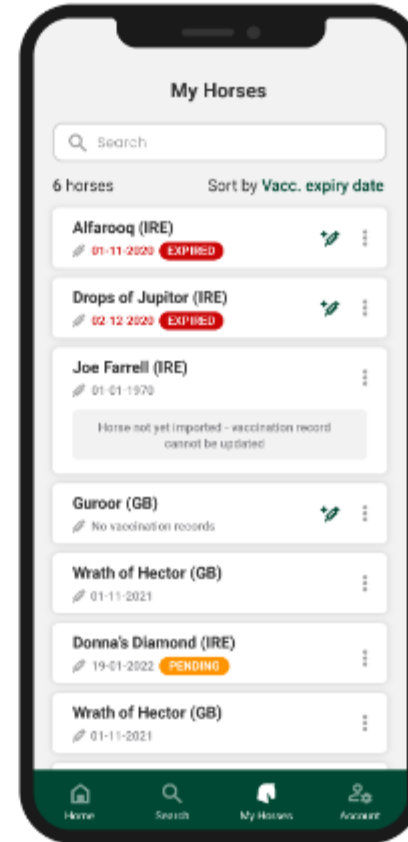 My Horses
Search
6 horses Sort by Vacc. expiry date
Alfarooq (IRE)
01-11-2020 EXPIRED
Drops of Jupitor (IRE)
02-12-2020 EXPIRED
Joe Farrell (IRE)
01-01-1970
Horse not yet imported - vaccination record
cannot be updated
Guroor (GB)
No vaccination records
Wrath of Hector (GB)
01-11-2021
Donna's Diamond (IRE)
19-01-2022 PENDING
Wrath of Hector (GB)
01-11-2021
Home Search My Horses Account